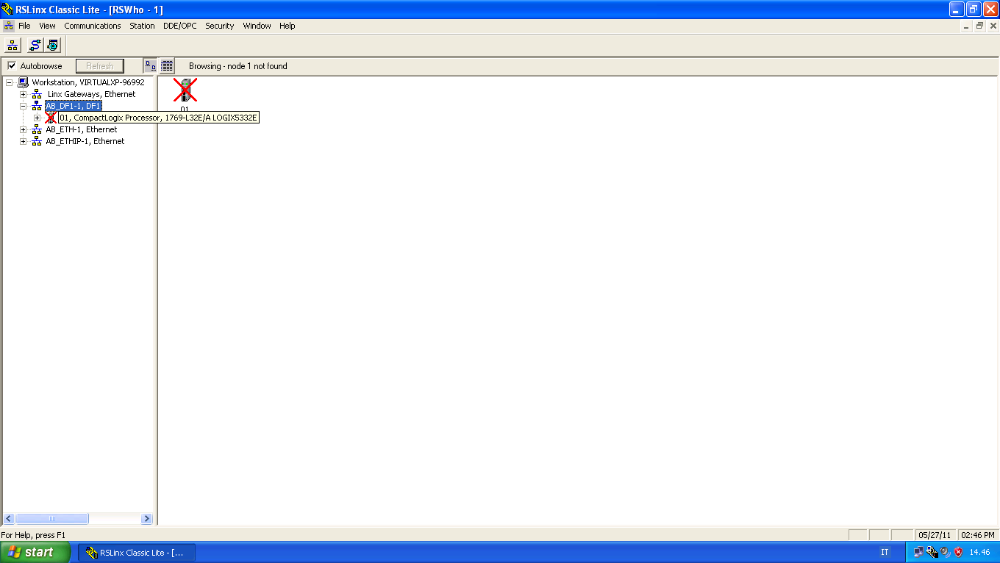 RSLinx Classic Lite - [RSWho - 1]
File View Communications Station DDE/OPC Security Window Help
Autobrowse Refresh Browsing - node 1 not found
Workstation, VIRTUALXP-96992
Linx Gateways, Ethernet
AB_DF1-1, DF1
01
01, CompactLogix Processor, 1769-L32E/A LOGIX5332E
AB_ETH-1, Ethernet
AB_ETHIP-1, Ethernet
For Help, press F1 05/27/11 02:46 PM
start RSLinx Classic Lite - [... IT 14.46